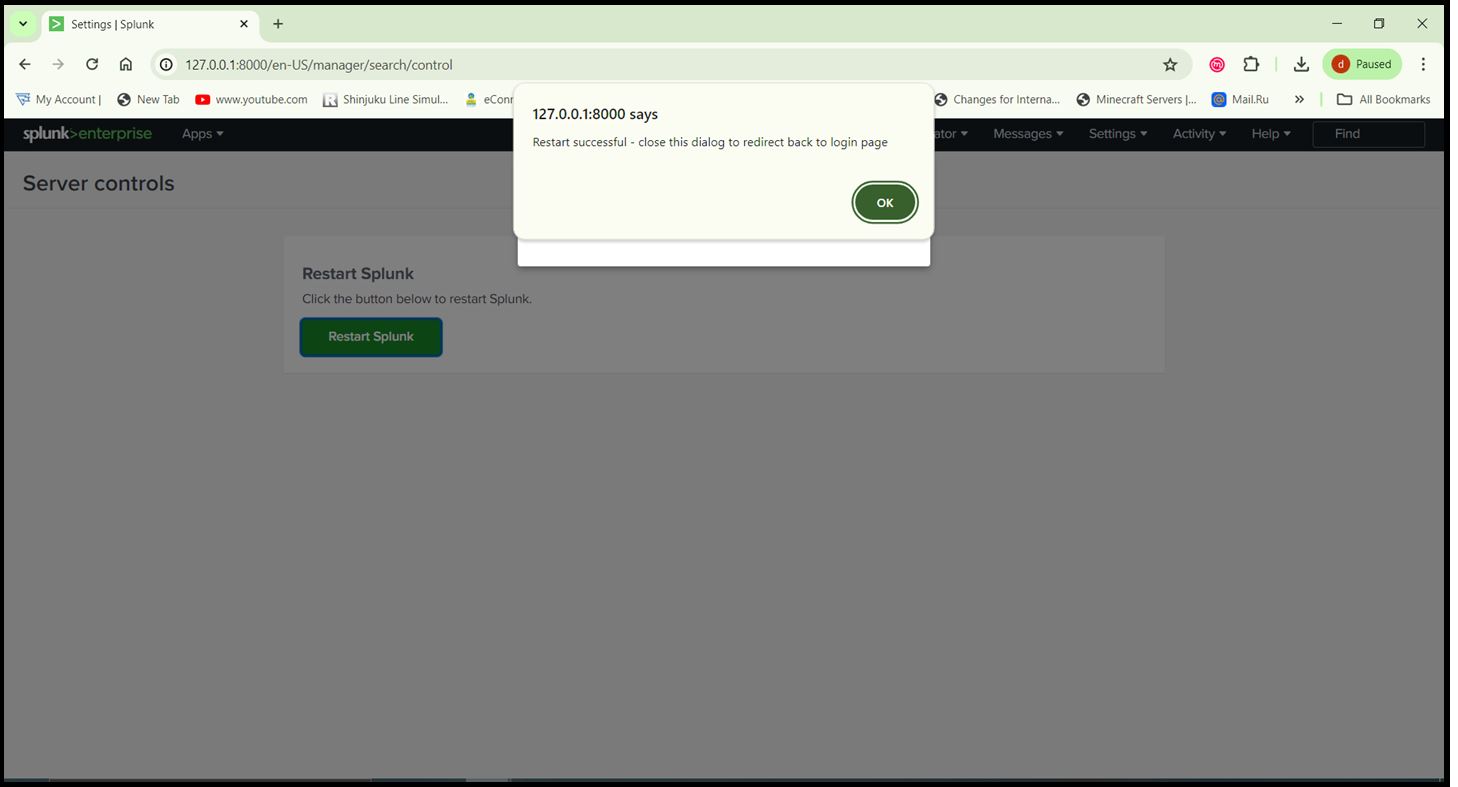 Settings | Splunk
127.0.0.1:8000/en-US/manager/search/control
d Paused
My Account |
New Tab
www.youtube.com
Shinjuku Line Simul...
eConn
Changes for Interna...
Minecraft Servers |...
Mail.Ru
All Bookmarks
127.0.0.1:8000 says
Restart successful - close this dialog to redirect back to login page
OK
splunk>enterprise
Apps
ator
Messages
Settings
Activity
Help
Find
Server controls
Restart Splunk
Click the button below to restart Splunk.
Restart Splunk